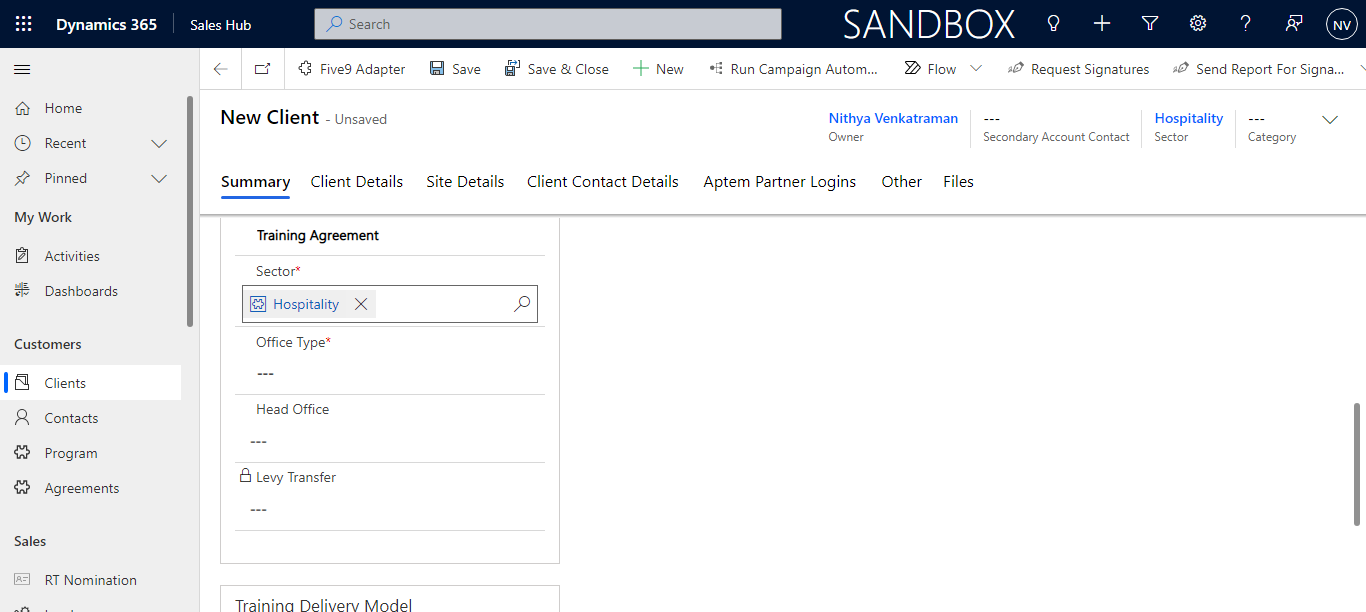 Dynamics 365 Sales Hub Search SANDBOX ? NV
Five9 Adapter Save Save & Close New Run Campaign Autom... Flow Request Signatures Send Report For Signa...
Home
Recent
Pinned
My Work
Activities
Dashboards
Customers
Clients
Contacts
Program
Agreements
Sales
RT Nomination
New Client - Unsaved
Nithya Venkatraman
Owner
---
Secondary Account Contact
Hospitality
Sector
---
Category
Summary Client Details Site Details Client Contact Details Aptem Partner Logins Other Files
Training Agreement
Sector*
Hospitality
Office Type*
---
Head Office
---
Levy Transfer
---
Training Delivery Model